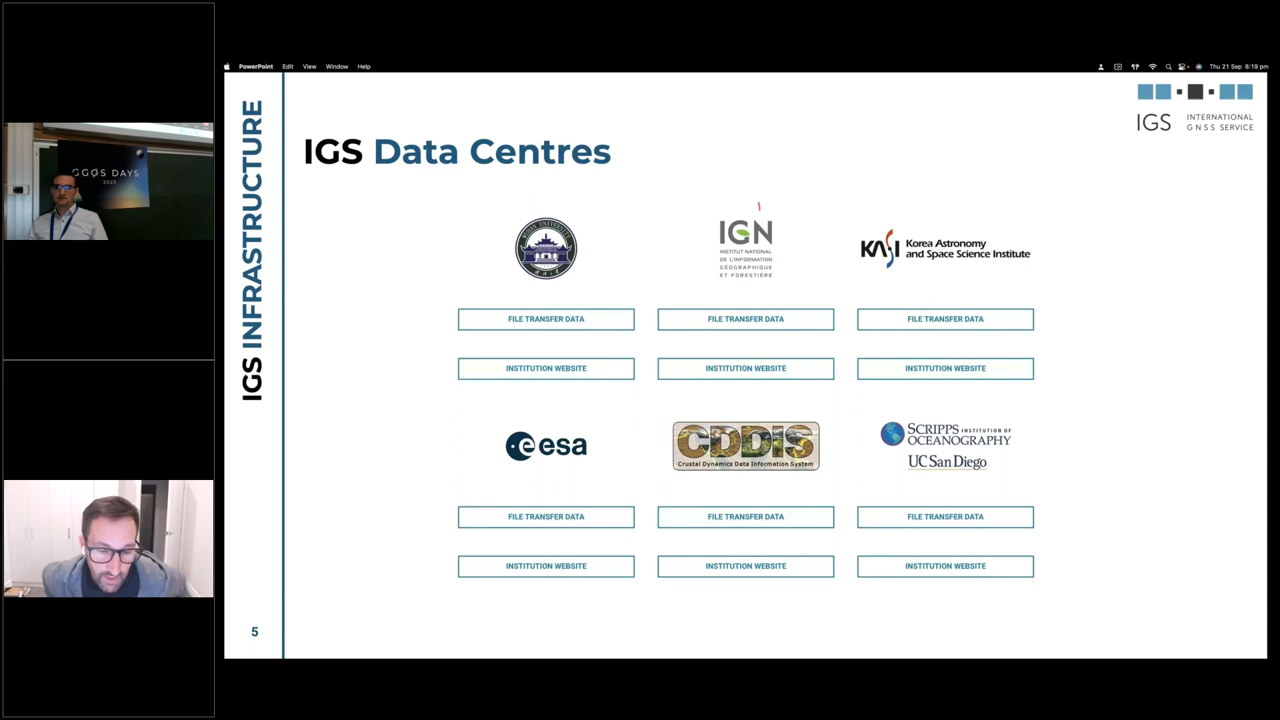 PowerPoint Edit View Window Help
Thu 21 Sep 8:19 pm
IGS INFRASTRUCTURE
IGS INTERNATIONAL
GNSS SERVICE
IGS Data Centres
GGOS DAYS
2023
WUHAN UNIVERSITY
IGN
INSTITUT NATIONAL
DE L'INFORMATION
GÉOGRAPHIQUE
ET FORESTIÈRE
KASI Korea Astronomy
and Space Science Institute
FILE TRANSFER DATA
FILE TRANSFER DATA
FILE TRANSFER DATA
INSTITUTION WEBSITE
INSTITUTION WEBSITE
INSTITUTION WEBSITE
esa
CDDIS
Crustal Dynamics Data Information System
SCRIPPS INSTITUTION OF
OCEANOGRAPHY
UC San Diego
FILE TRANSFER DATA
FILE TRANSFER DATA
FILE TRANSFER DATA
INSTITUTION WEBSITE
INSTITUTION WEBSITE
INSTITUTION WEBSITE
5